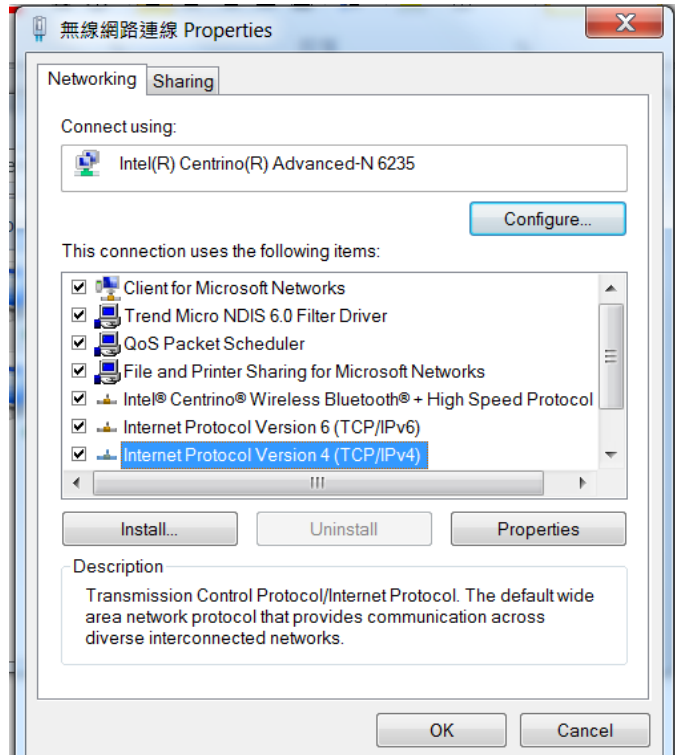 無線網路連線 Properties
Networking
Sharing
Connect using:
Intel(R) Centrino(R) Advanced-N 6235
Configure...
This connection uses the following items:
Client for Microsoft Networks
Trend Micro NDIS 6.0 Filter Driver
QoS Packet Scheduler
File and Printer Sharing for Microsoft Networks
Intel® Centrino® Wireless Bluetooth® + High Speed Protocol
Internet Protocol Version 6 (TCP/IPv6)
Internet Protocol Version 4 (TCP/IPv4)
Install...
Uninstall
Properties
Description
Transmission Control Protocol/Internet Protocol. The default wide
area network protocol that provides communication across
diverse interconnected networks.
OK
Cancel